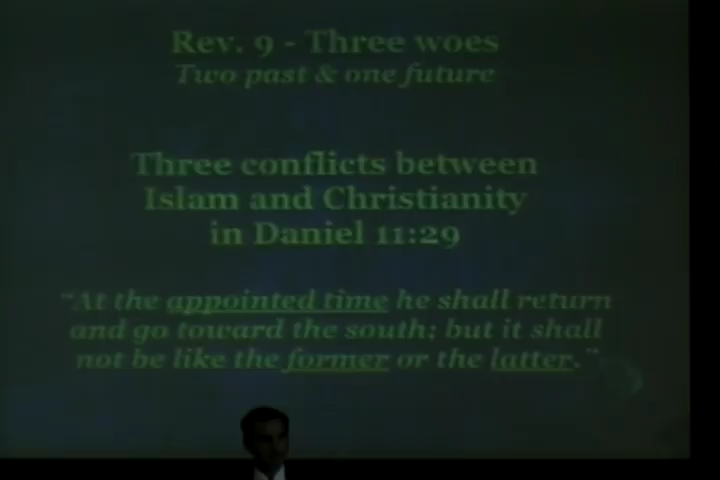 Rev. 9 - Three woes
Two past & one future
Three conflicts between
Islam and Christianity
in Daniel 11:29
“At the appointed time he shall return
and go toward the south; but it shall
not be like the former or the latter.”